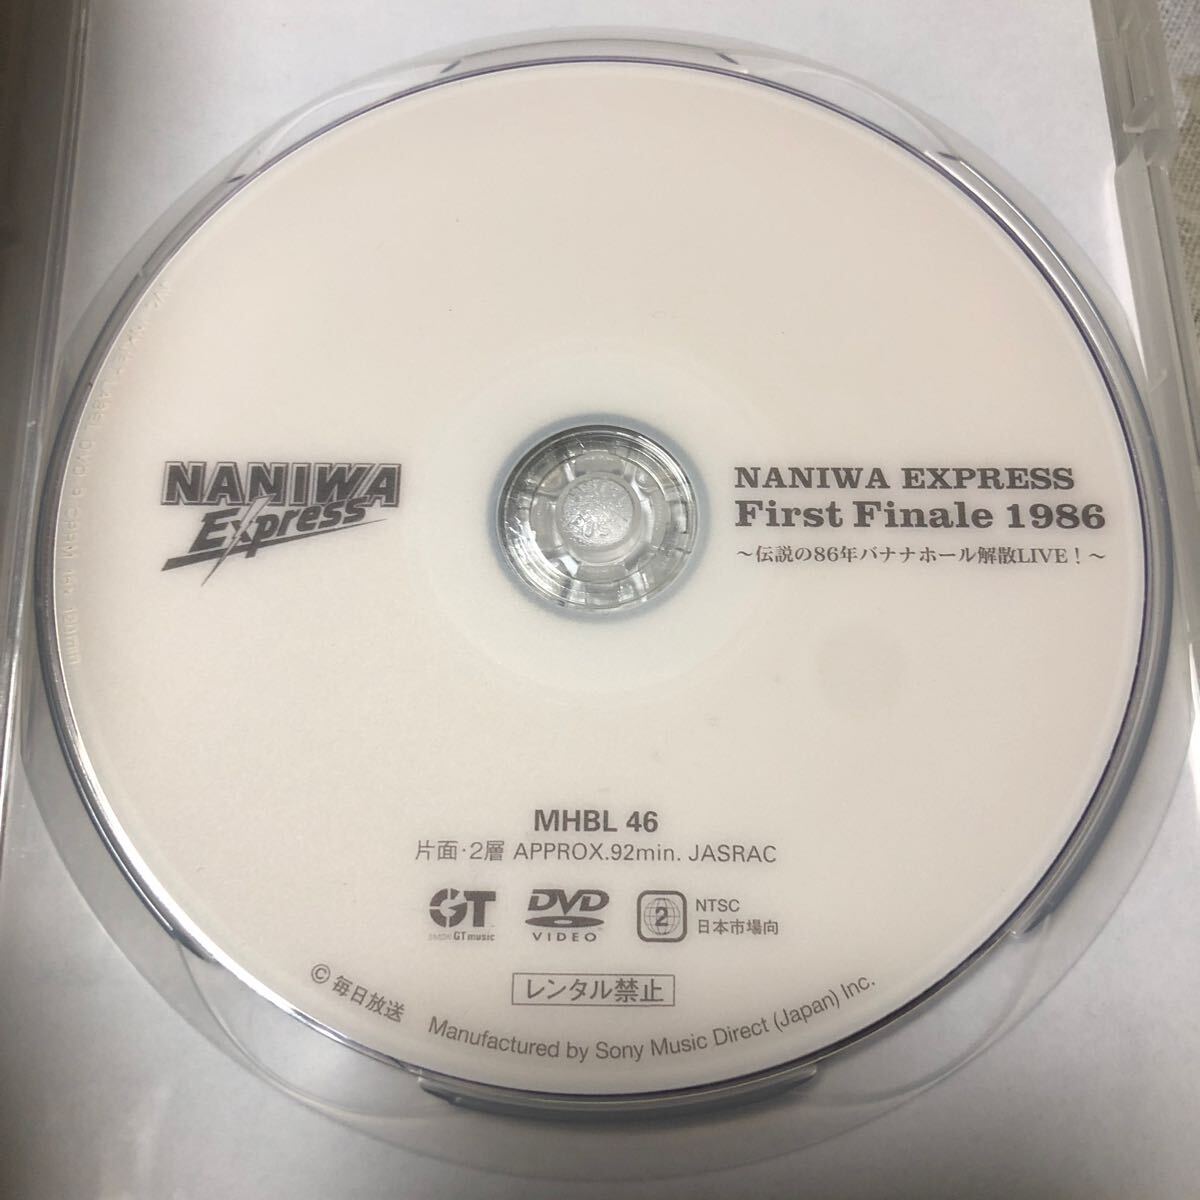 NANIWA
Express
NANIWA EXPRESS
First Finale 1986
～伝説の86年バナナホール解散LIVE！～
MHBL 46
片面・2層 APPROX.92min. JASRAC
GT
GT music
DVD
VIDEO
2
NTSC
日本市場向
レンタル禁止
© 毎日放送
Manufactured by Sony Music Direct (Japan) Inc.